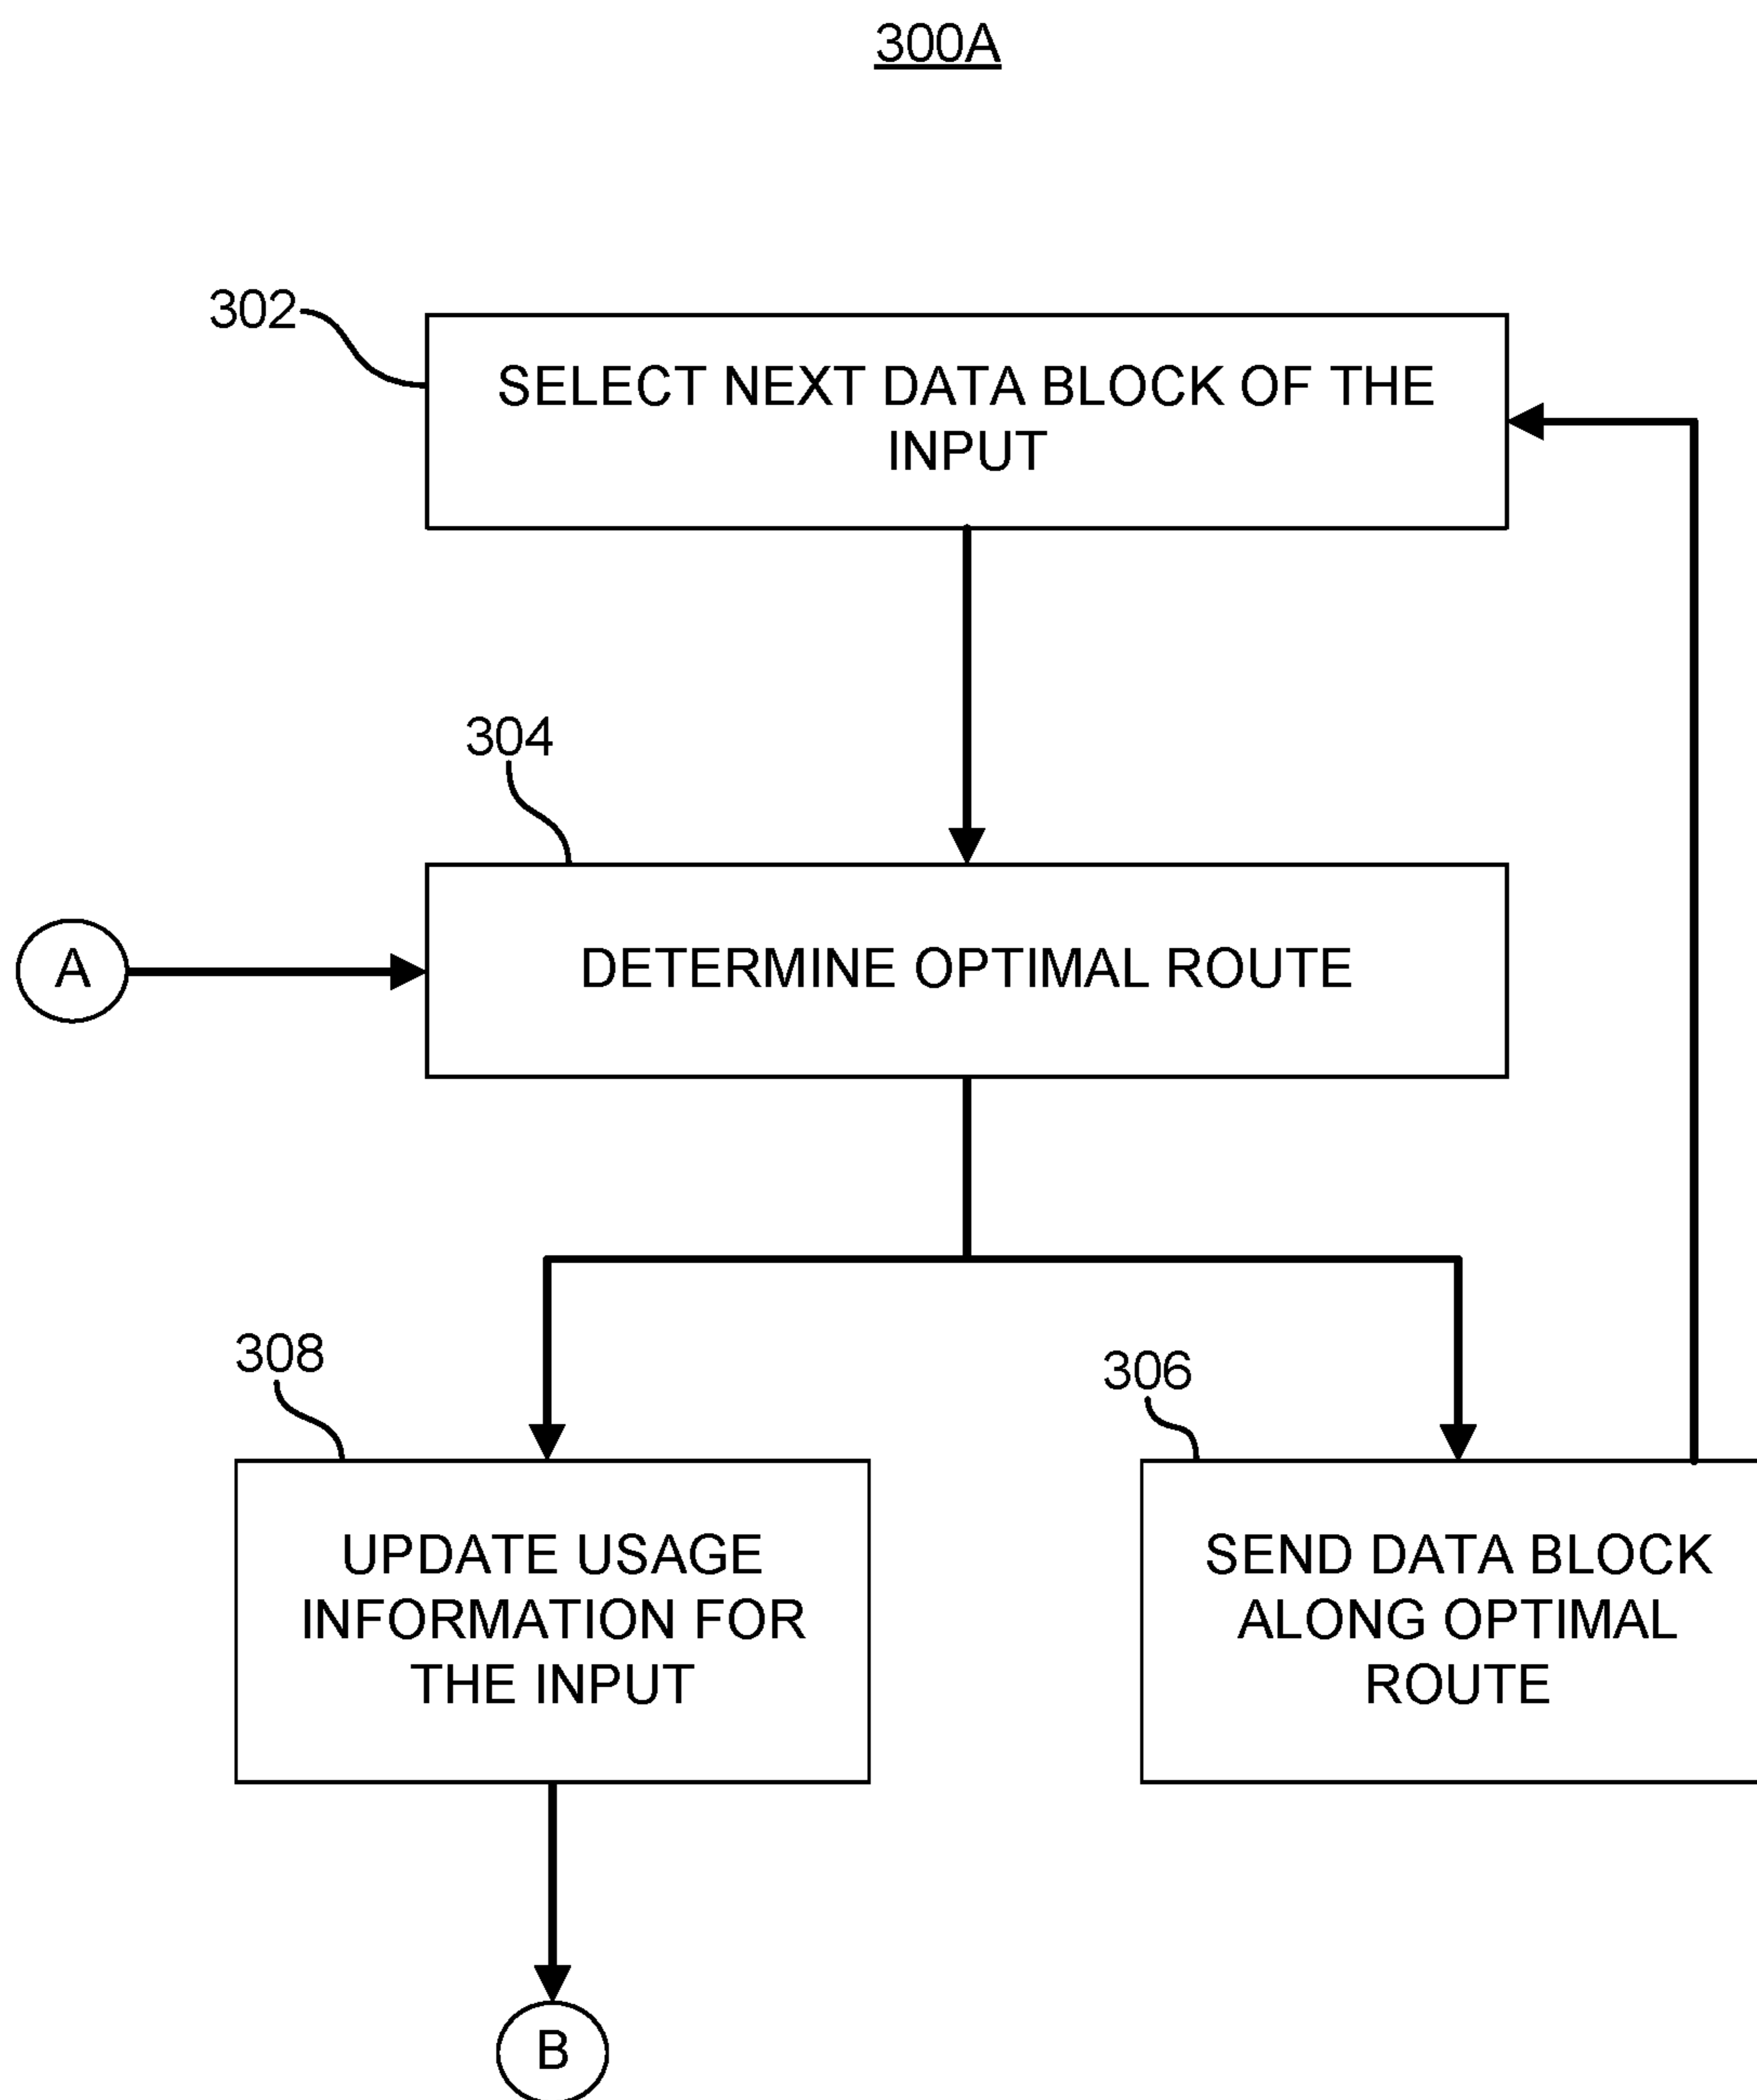 300A
302
SELECT NEXT DATA BLOCK OF THE
INPUT
304
A
DETERMINE OPTIMAL ROUTE
308
306
UPDATE USAGE
INFORMATION FOR
THE INPUT
SEND DATA BLOCK
ALONG OPTIMAL
ROUTE
B